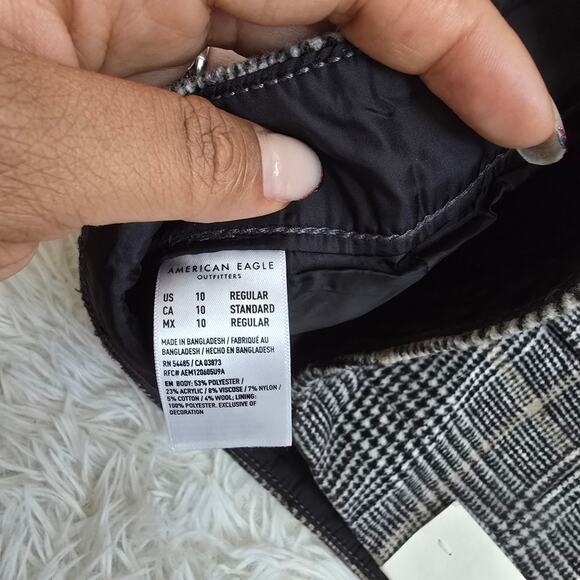 AMERICAN EAGLE
OUTFITTERS
US 10 REGULAR
CA 10 STANDARD
MX 10 REGULAR
MADE IN BANGLADESH / FABRIQUÉ AU
BANGLADESH / HECHO EN BANGLADESH
RN 54485 / CA 03873
RFC# AEM120605U9A
EN BODY: 53% POLYESTER /
23% ACRYLIC / 8% VISCOSE / 7% NYLON /
5% COTTON / 4% WOOL; LINING:
100% POLYESTER. EXCLUSIVE OF
DECORATION